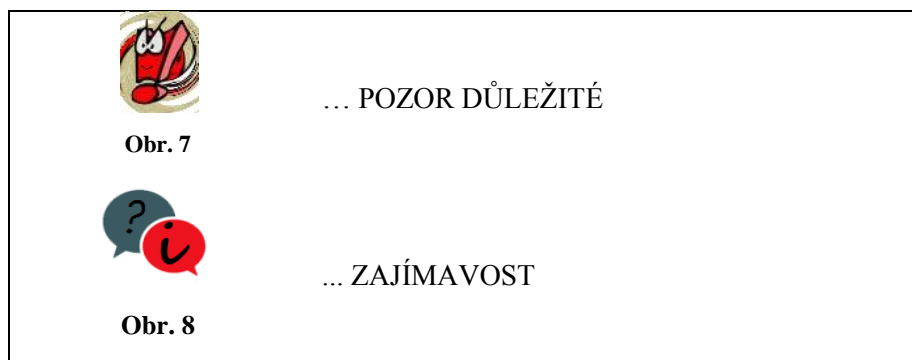 … POZOR DŮLEŽITÉ
Obr. 7
? i
... ZAJÍMAVOST
Obr. 8